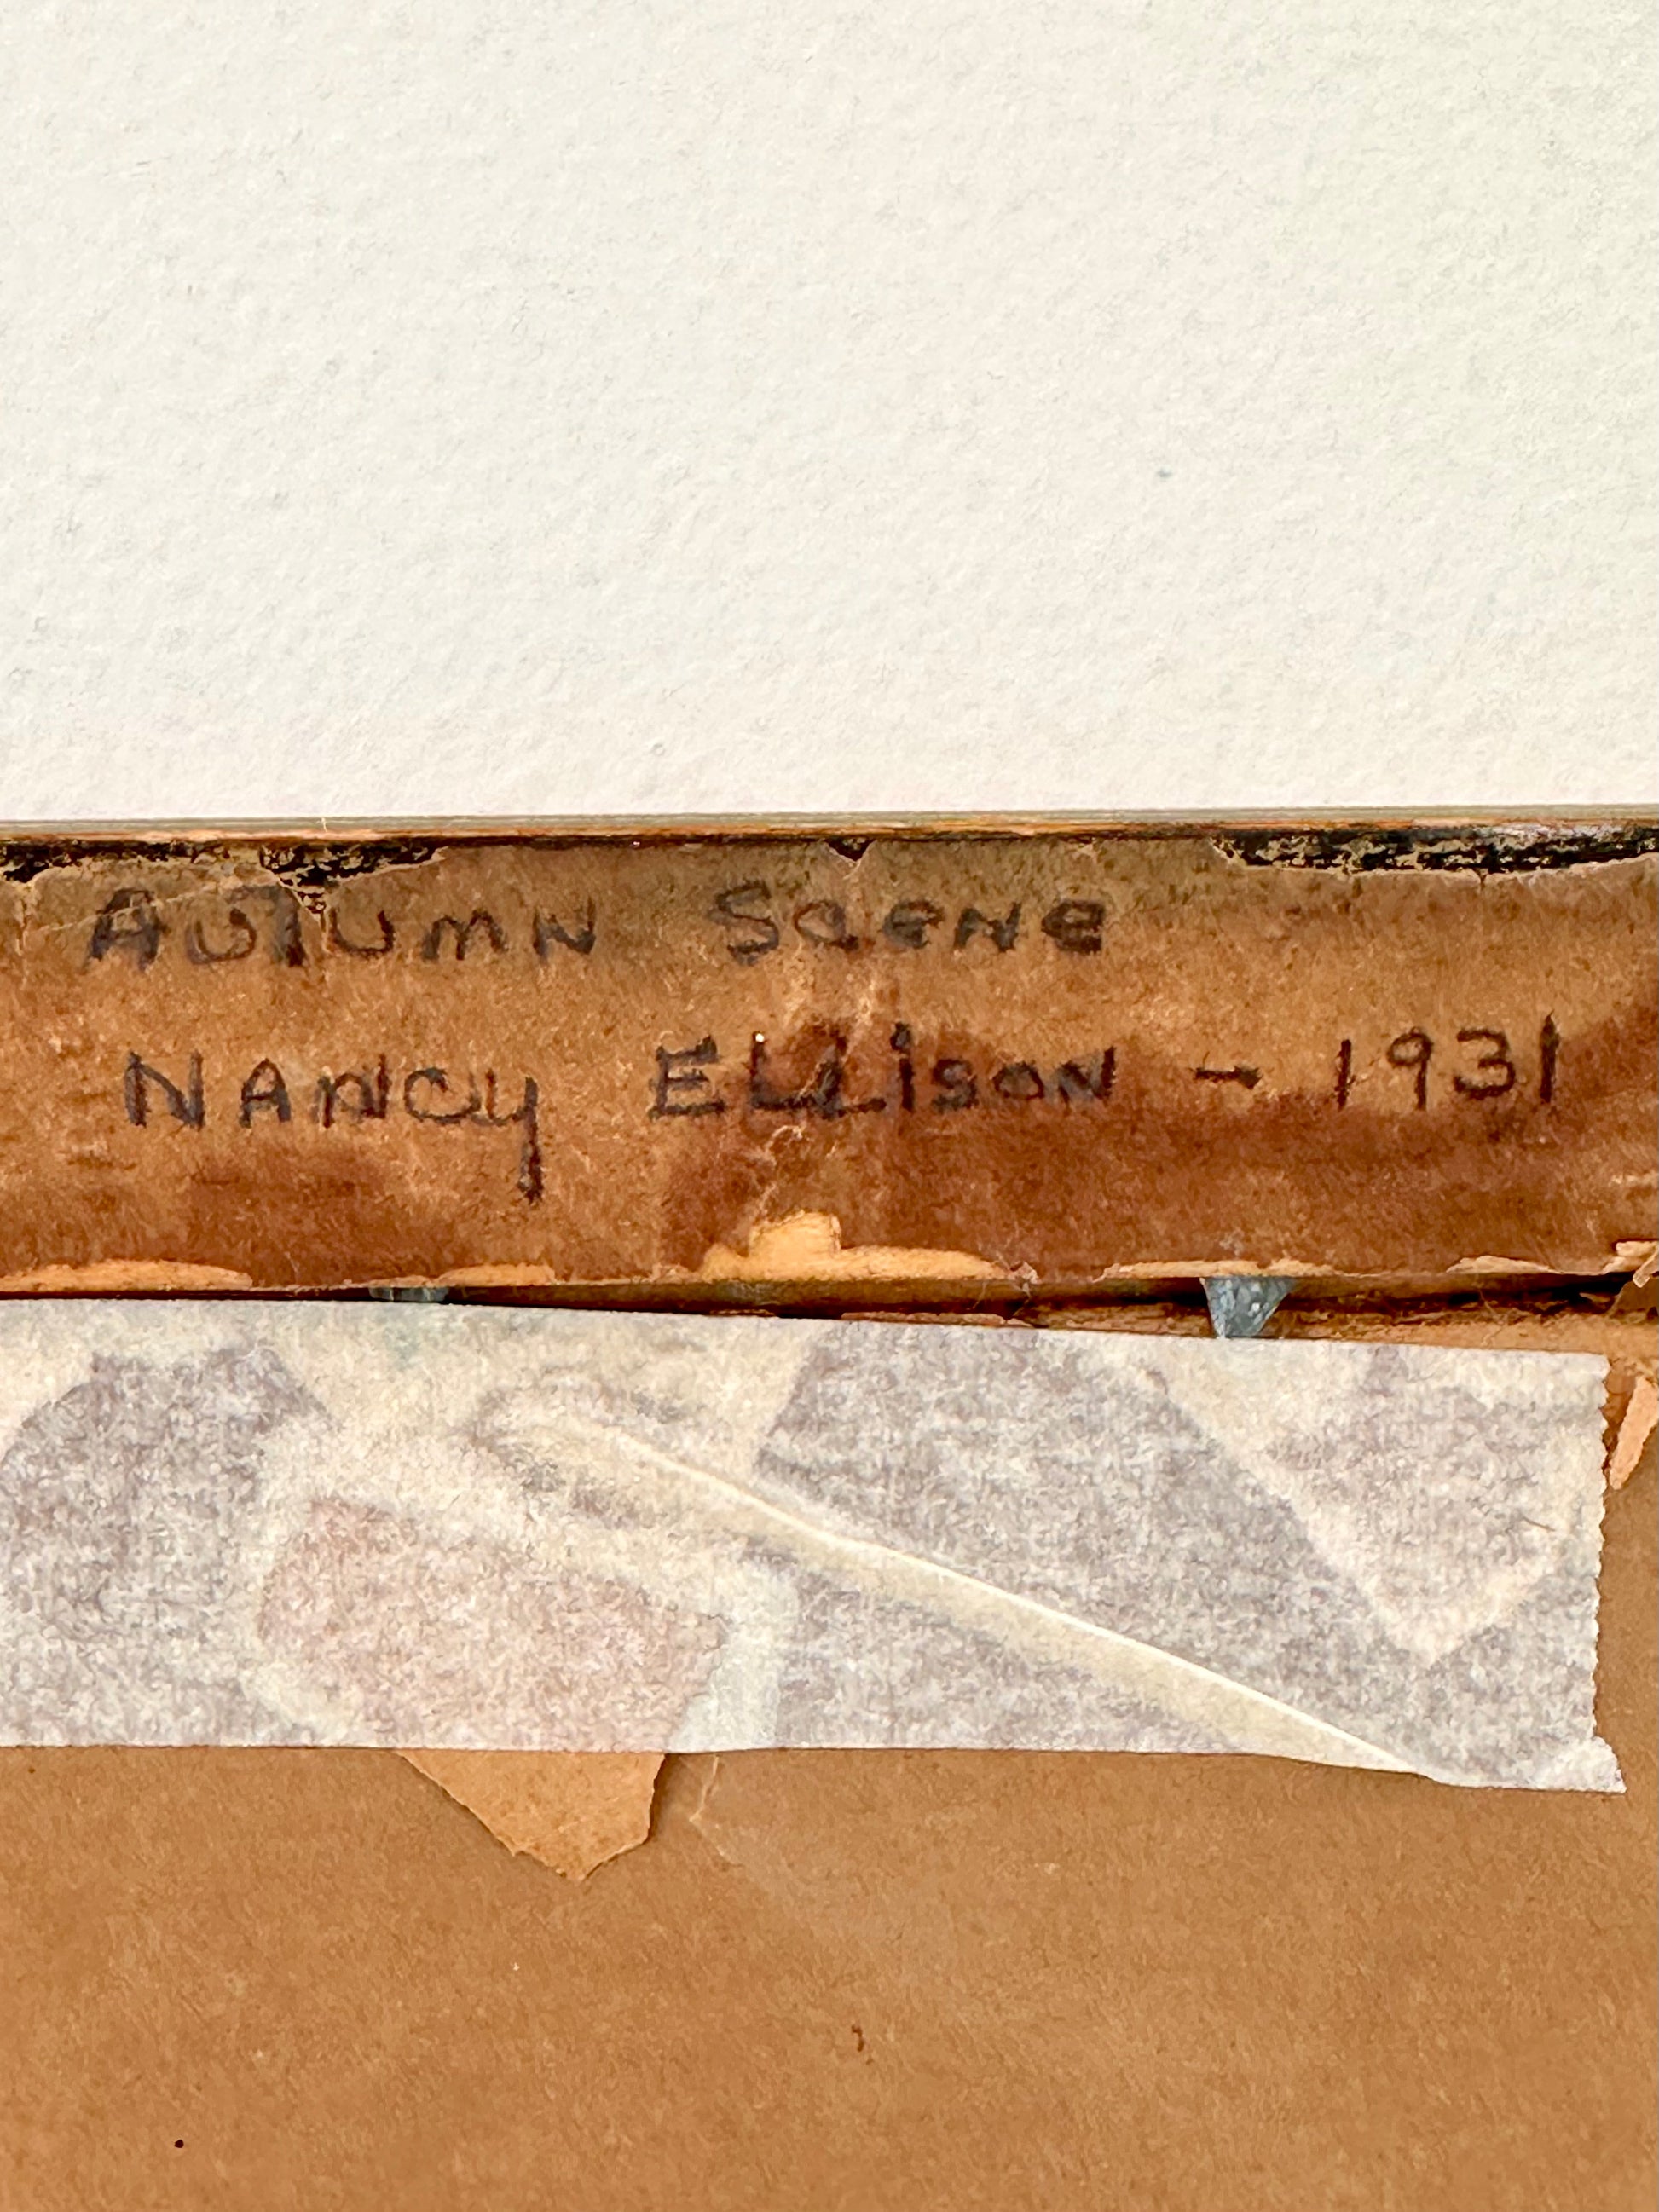 Autumn Scene
Nancy Ellison - 1931